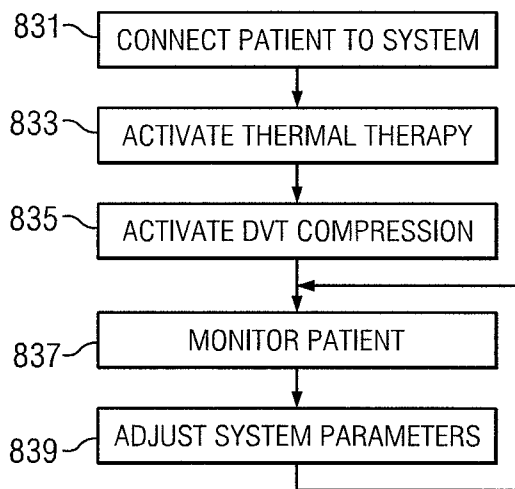 831
CONNECT PATIENT TO SYSTEM
833
ACTIVATE THERMAL THERAPY
835
ACTIVATE DVT COMPRESSION
837
MONITOR PATIENT
839
ADJUST SYSTEM PARAMETERS